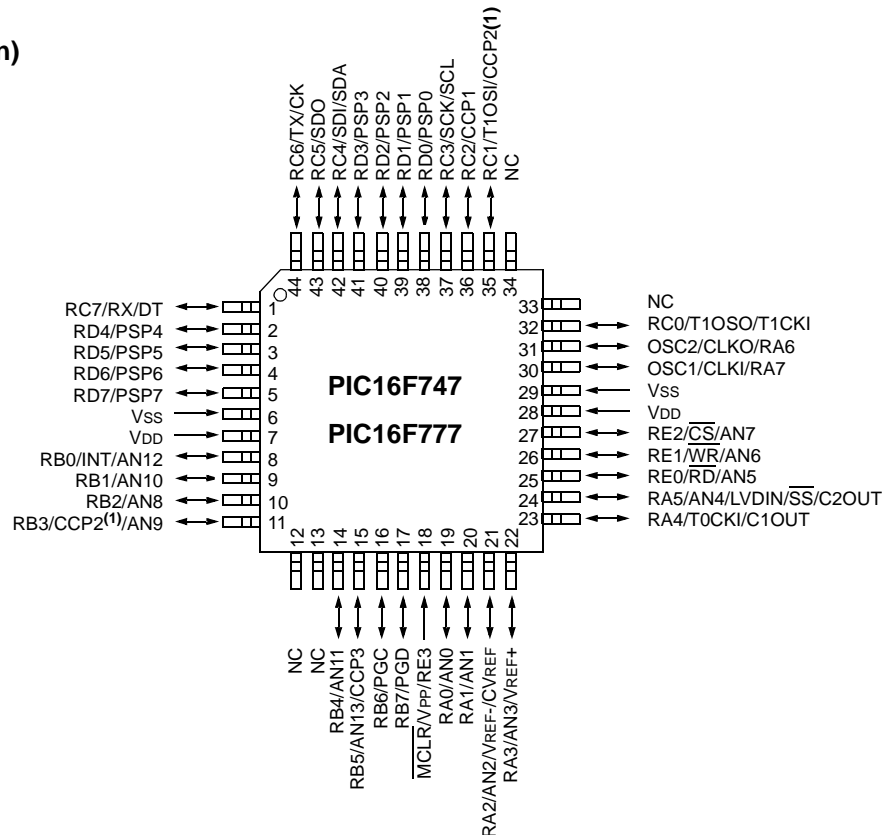 n)
RC6/TX/CK
RC5/SDO
RC4/SDI/SDA
RD3/PSP3
RD2/PSP2
RD1/PSP1
RD0/PSP0
RC3/SCK/SCL
RC2/CCP1
RC1/T1OSI/CCP2(1)
NC
44
43
42
41
40
39
38
37
36
35
34
RC7/RX/DT
1
RD4/PSP4
2
RD5/PSP5
3
RD6/PSP6
4
RD7/PSP7
5
VSS
6
VDD
7
RB0/INT/AN12
8
RB1/AN10
9
RB2/AN8
10
RB3/CCP2(1)/AN9
11
PIC16F747
PIC16F777
33
NC
32
RC0/T1OSO/T1CKI
31
OSC2/CLKO/RA6
30
OSC1/CLKI/RA7
29
VSS
28
VDD
27
RE2/CS/AN7
26
RE1/WR/AN6
25
RE0/RD/AN5
24
RA5/AN4/LVDIN/SS/C2OUT
23
RA4/T0CKI/C1OUT
12
13
14
15
16
17
18
19
20
21
22
NC
NC
RB4/AN11
RB5/AN13/CCP3
RB6/PGC
RB7/PGD
MCLR/VPP/RE3
RA0/AN0
RA1/AN1
RA2/AN2/VREF-/CVREF
RA3/AN3/VREF+